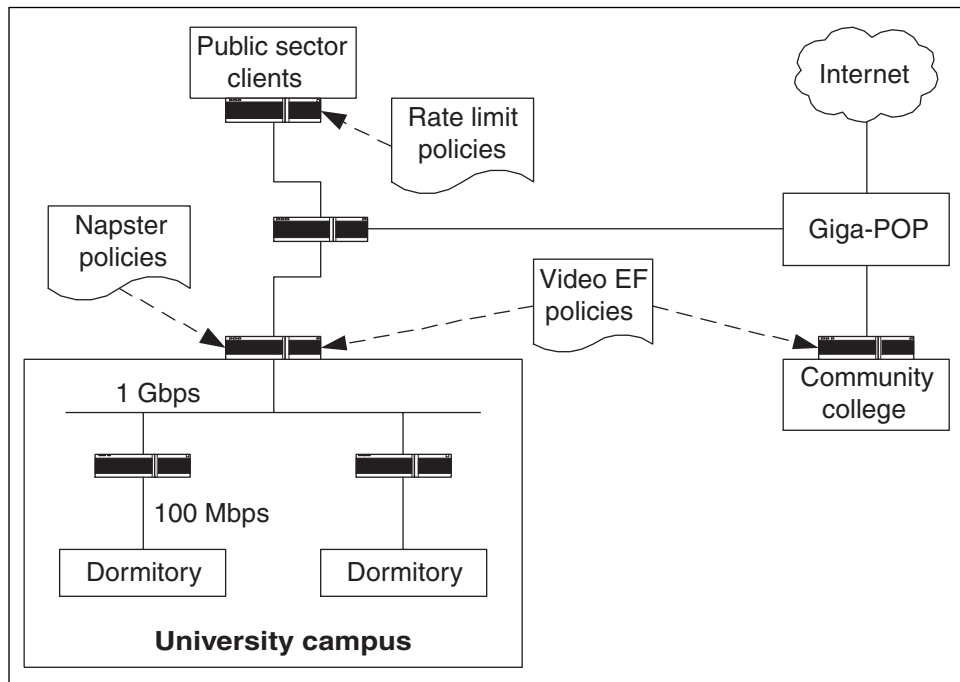 Public sector
clients
Internet
Rate limit
policies
Napster
policies
Giga-POP
Video EF
policies
1 Gbps
Community
college
100 Mbps
Dormitory
Dormitory
University campus